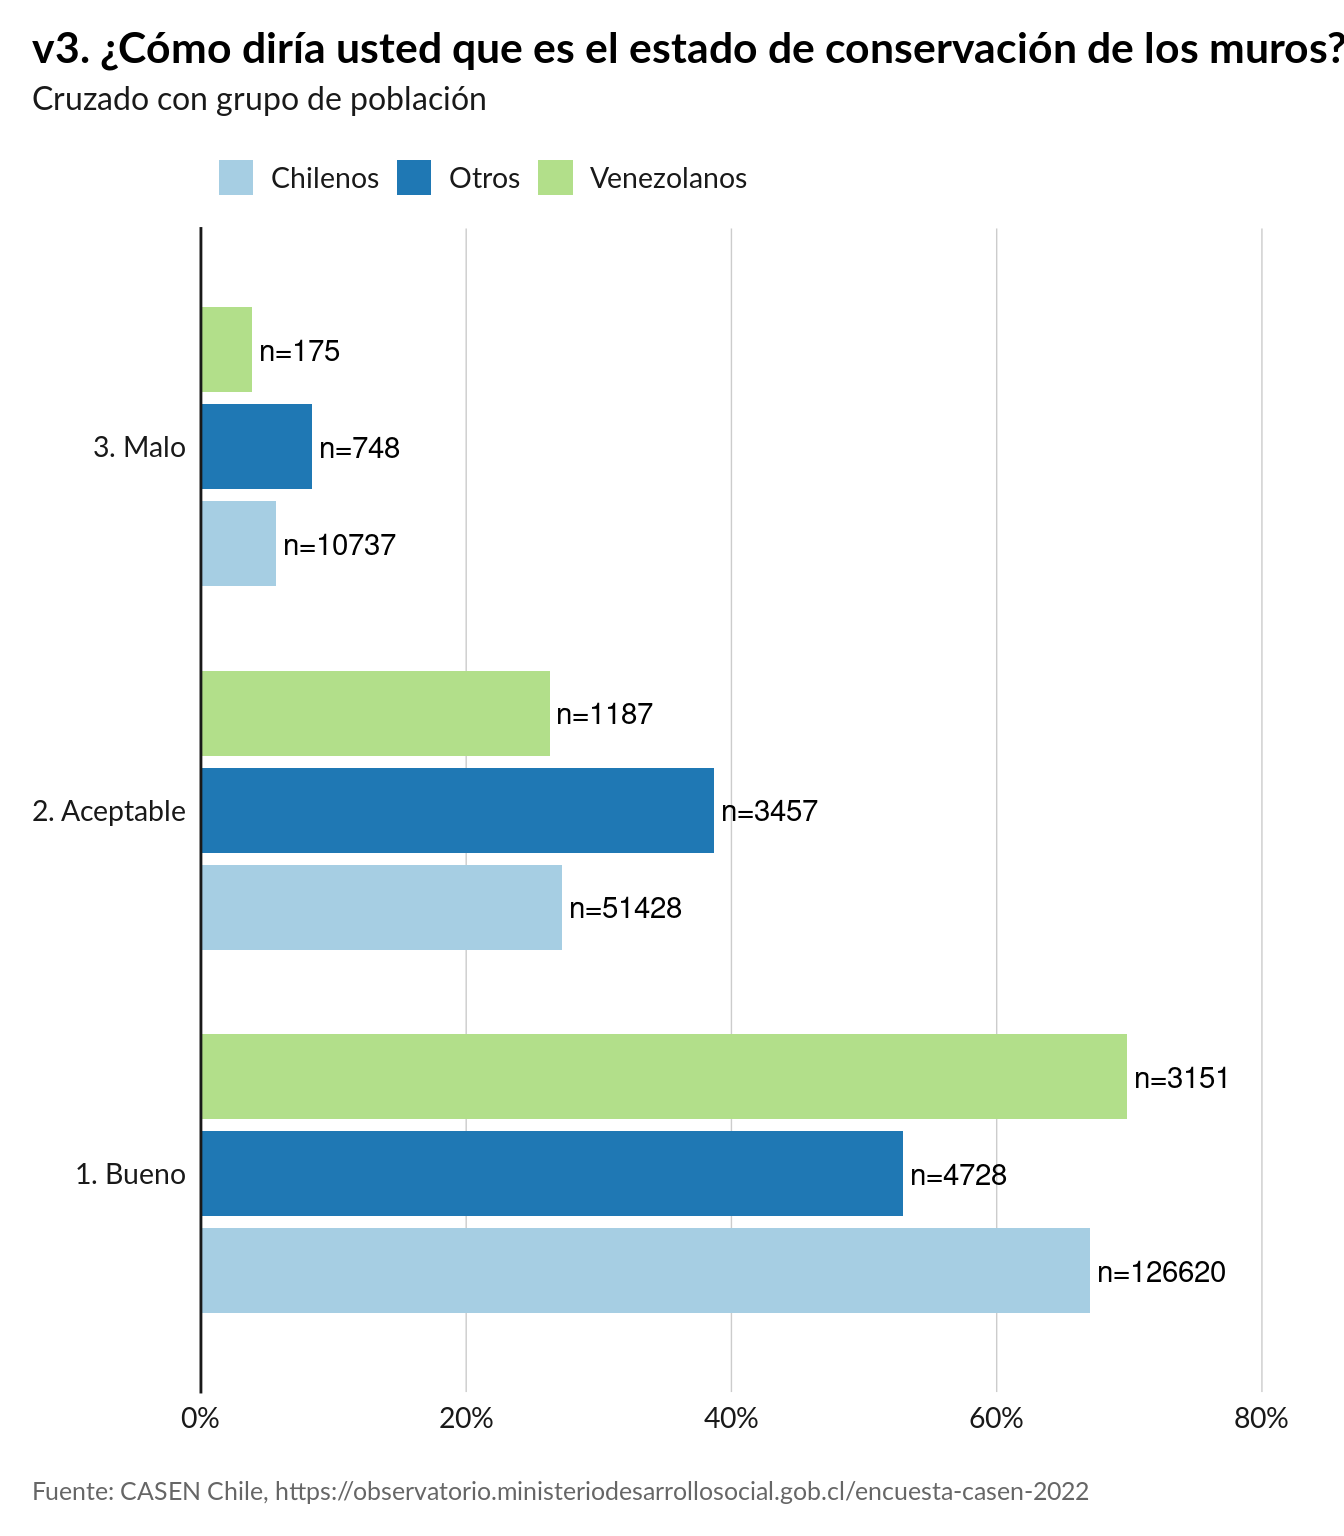 v3. ¿Cómo diría usted que es el estado de conservación de los muros?
Cruzado con grupo de población
Chilenos Otros Venezolanos
n=175
3. Malo n=748
n=10737
n=1187
2. Aceptable n=3457
n=51428
n=3151
1. Bueno n=4728
n=126620
0% 20% 40% 60% 80%
Fuente: CASEN Chile, https://observatorio.ministeriodesarrollosocial.gob.cl/encuesta-casen-2022